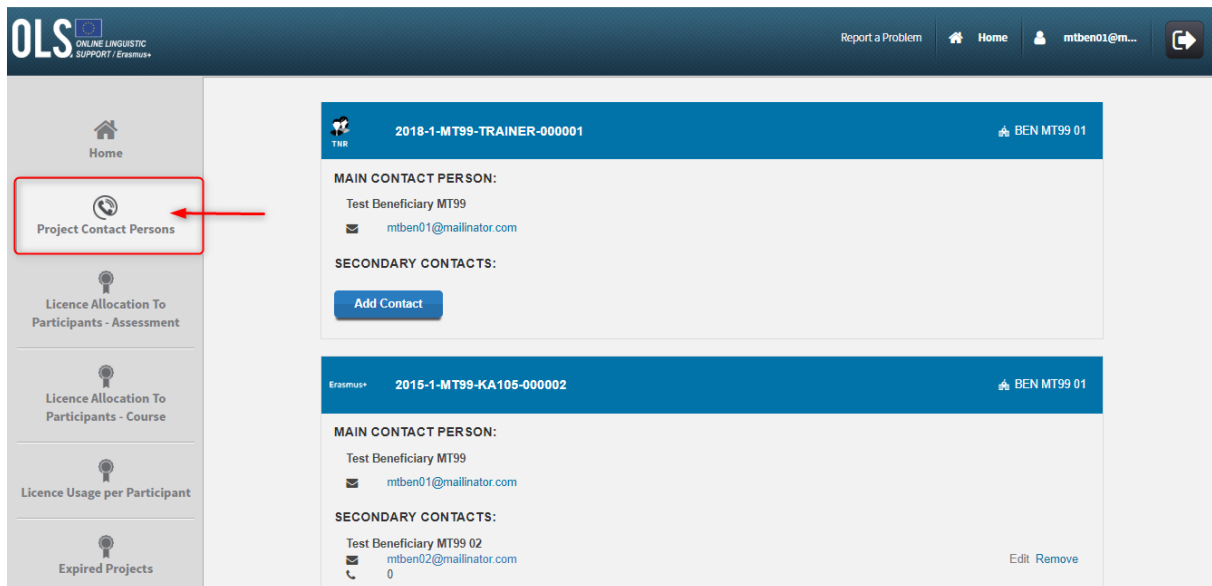 OLS ONLINE LINGUISTIC
SUPPORT / Erasmus+
Report a Problem
Home
mtben01@m...
Home
Project Contact Persons
Licence Allocation To
Participants - Assessment
Licence Allocation To
Participants - Course
Licence Usage per Participant
Expired Projects
TNR
2018-1-MT99-TRAINER-000001
BEN MT99 01
MAIN CONTACT PERSON:
Test Beneficiary MT99
mtben01@mailinator.com
SECONDARY CONTACTS:
Add Contact
Erasmus+
2015-1-MT99-KA105-000002
BEN MT99 01
MAIN CONTACT PERSON:
Test Beneficiary MT99
mtben01@mailinator.com
SECONDARY CONTACTS:
Test Beneficiary MT99 02
mtben02@mailinator.com
Edit Remove
0